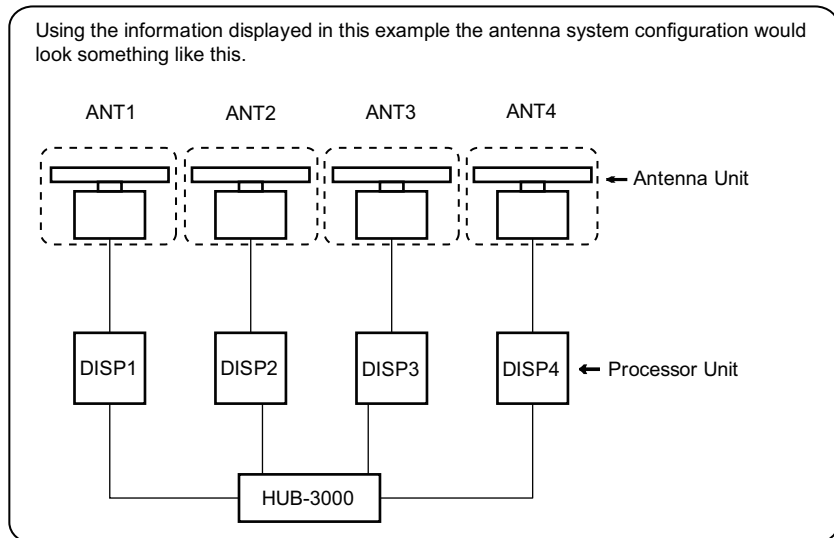 Using the information displayed in this example the antenna system configuration would
look something like this.
ANT1 ANT2 ANT3 ANT4
Antenna Unit
DISP1 DISP2 DISP3 DISP4 Processor Unit
HUB-3000